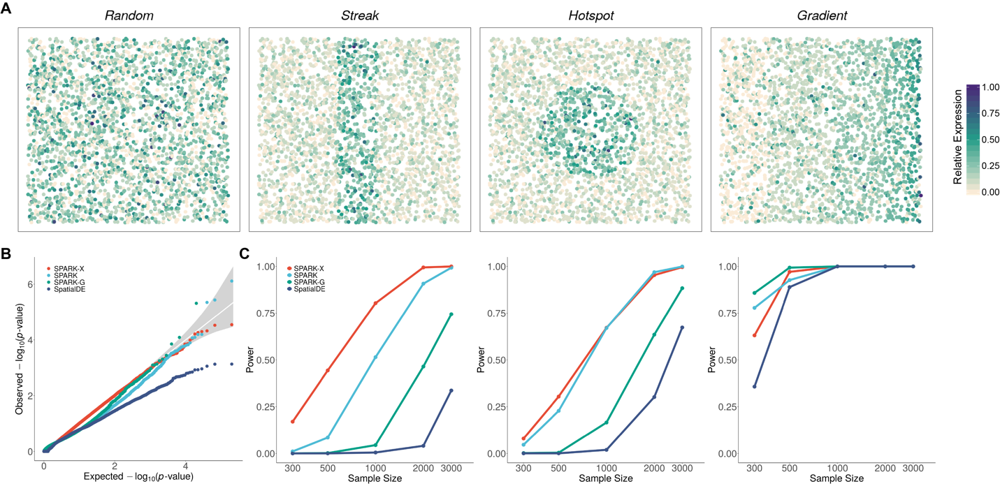 A
Random
Streak
Hotspot
Gradient
Relative Expression
1.00
0.75
0.50
0.25
0.00
B
SPARK-X
SPARK
SPARK-G
SpatialDE
Observed − log10(p-value)
6
4
2
0
0 2 4
Expected − log10(p-value)
C
SPARK-X
SPARK
SPARK-G
SpatialDE
Power
1.00
0.75
0.50
0.25
0.00
300 500 1000 2000 3000
Sample Size
Power
1.00
0.75
0.50
0.25
0.00
300 500 1000 2000 3000
Sample Size
Power
1.00
0.75
0.50
0.25
0.00
300 500 1000 2000 3000
Sample Size